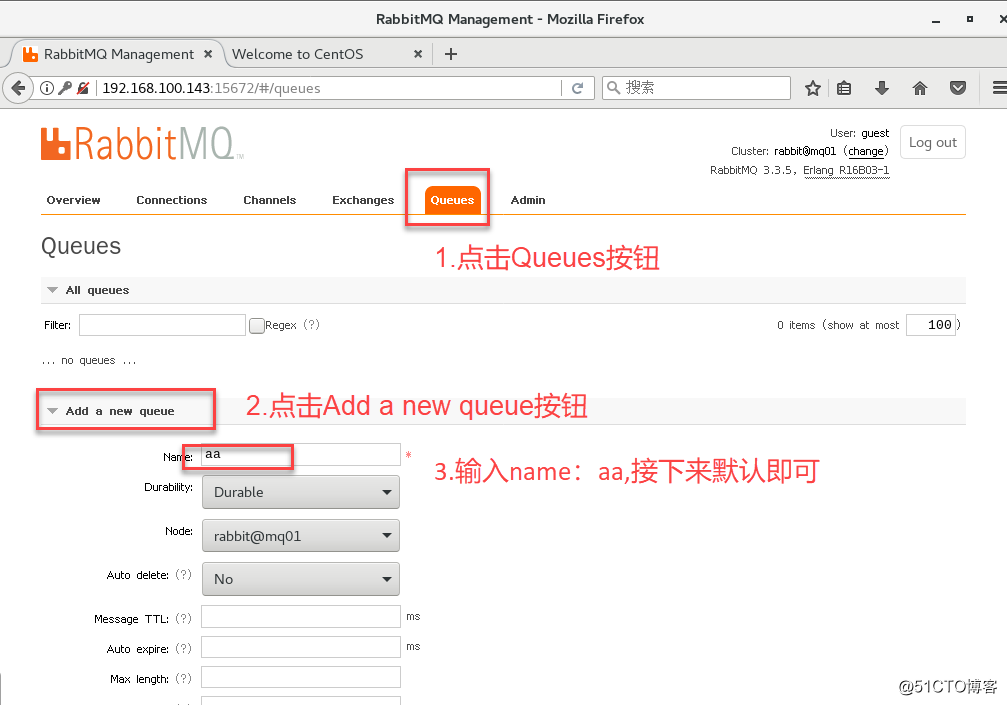 RabbitMQ Management - Mozilla Firefox
RabbitMQ Management
Welcome to CentOS
192.168.100.143:15672/#/queues
搜索
RabbitMQ
TM
User: guest
Cluster: rabbit@mq01 (change)
RabbitMQ 3.3.5, Erlang R16B03-1
Log out
Overview Connections Channels Exchanges Queues Admin
Queues
1.点击Queues按钮
All queues
Filter: Regex (?) 0 items (show at most 100)
... no queues ...
Add a new queue
2.点击Add a new queue按钮
Name: aa *
3.输入name：aa,接下来默认即可
Durability: Durable
Node: rabbit@mq01
Auto delete: (?) No
Message TTL: (?) ms
Auto expire: (?) ms
Max length: (?)
@51CTO博客